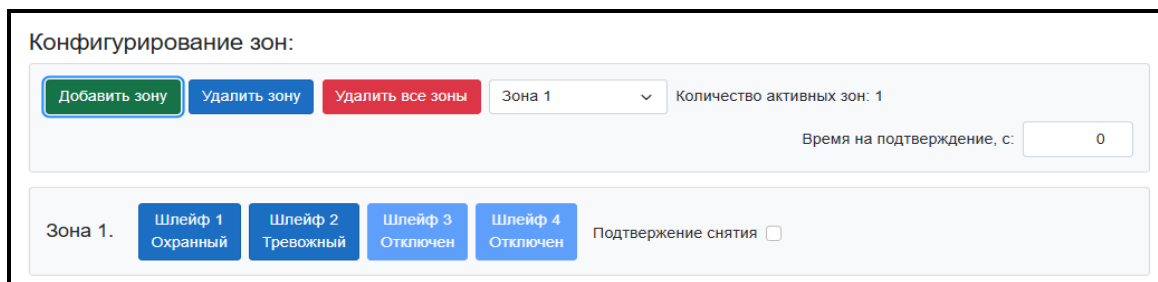 Конфигурирование зон:
Добавить зону Удалить зону Удалить все зоны Зона 1 Количество активных зон: 1
Время на подтверждение, с: 0
Зона 1. Шлейф 1 Шлейф 2 Шлейф 3 Шлейф 4 Подтвержение снятия
Охранный Тревожный Отключен Отключен